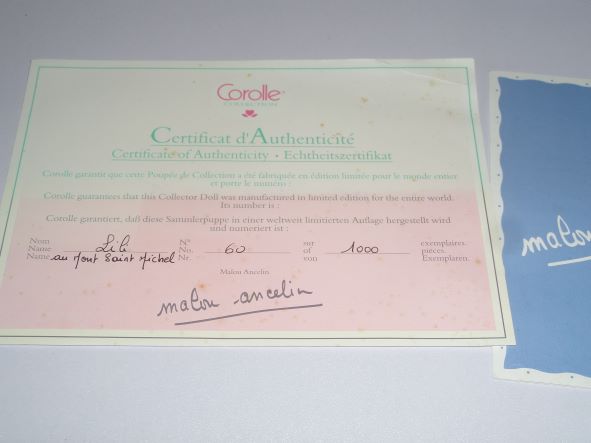 Corolle
COLLECTION
Certificat d'Authenticité
Certificate of Authenticity · Echtheitszertifikat
Corolle garantit que cette Poupée de Collection a été fabriquée en édition limitée pour le monde entier
et porte le numéro :
Corolle guarantees that this Collector Doll was manufactured in limited edition for the entire world.
Its number is :
Corolle garantiert, daß diese Sammlerpuppe in einer weltweit limitierten Auflage hergestellt wird
und numeriert ist :
Nom N° sur exemplaires.
Name Lili No. 60 of 1000 pieces.
Name au Mont Saint Michel Nr. von Exemplaren.
Malou Ancelin
malou ancelin
malou